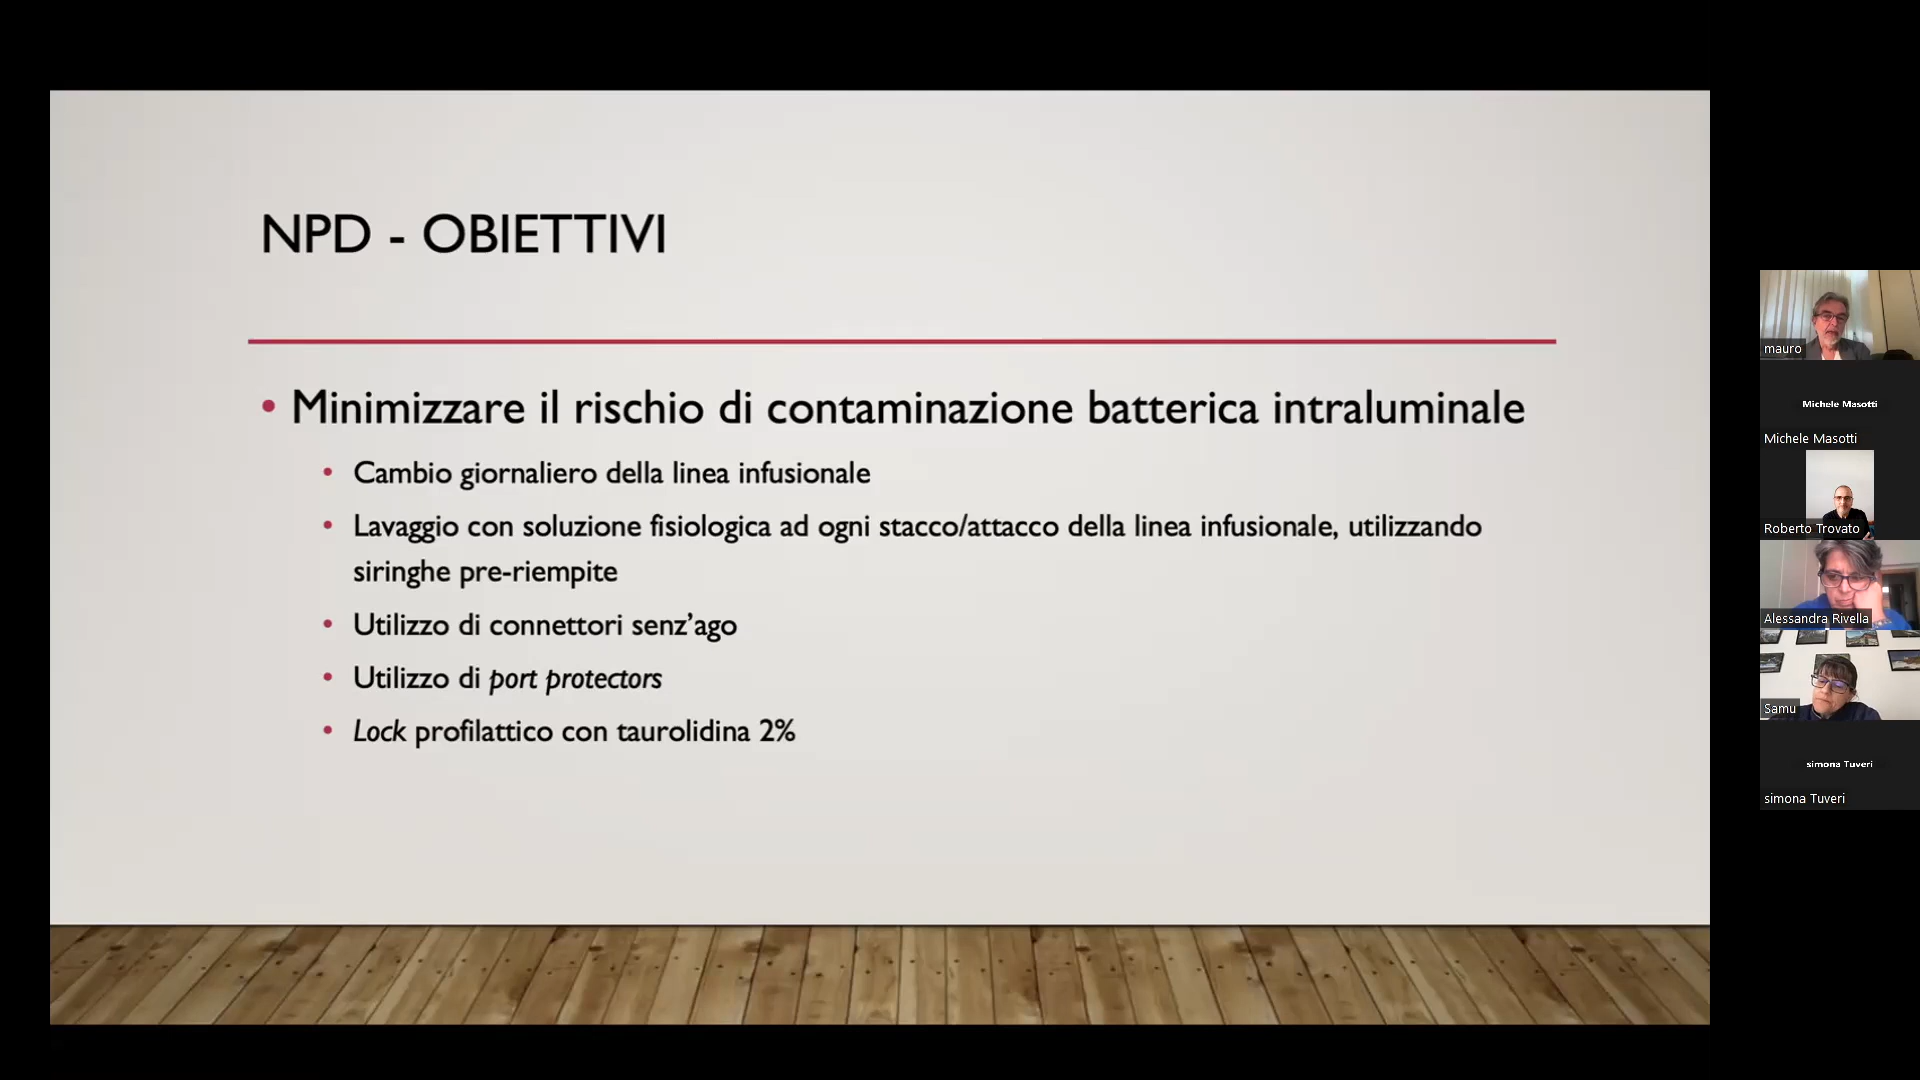 NPD - OBIETTIVI
• Minimizzare il rischio di contaminazione batterica intraluminale
• Cambio giornaliero della linea infusionale
• Lavaggio con soluzione fisiologica ad ogni stacco/attacco della linea infusionale, utilizzando
siringhe pre-riempite
• Utilizzo di connettori senz’ago
• Utilizzo di port protectors
• Lock profilattico con taurolidina 2%
mauro
Michele Masotti
Michele Masotti
Roberto Trovato
Alessandra Rivella
Samu
simona Tuveri
simona Tuveri